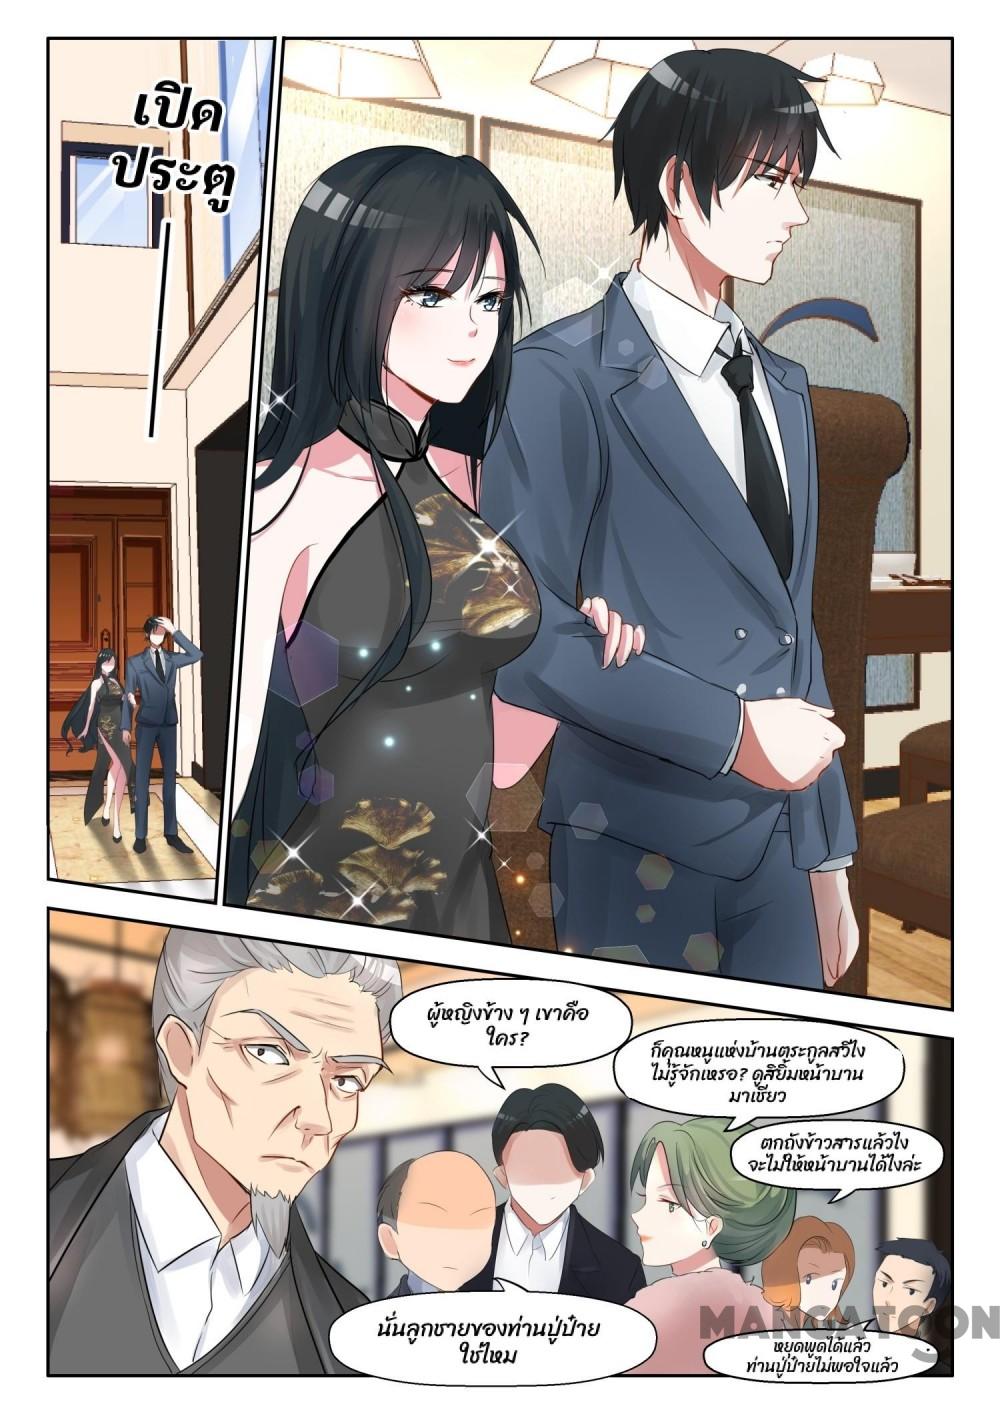 เปิด
ประตู
ผู้หญิงข้าง ๆ เขาคือ
ใคร?
ก็คุณหนูแห่งบ้านตระกูลสวีไง
ไม่รู้จักเหรอ? ดูสิยิ้มหน้าบาน
มาเชียว
ตกถังข้าวสารแล้วไง
จะไม่ให้หน้าบานได้ไงล่ะ
นั่นลูกชายของท่านปู่ป๋าย
ใช่ไหม
MANGATOON
หยุดพูดได้แล้ว
ท่านปู่ป๋ายไม่พอใจแล้ว